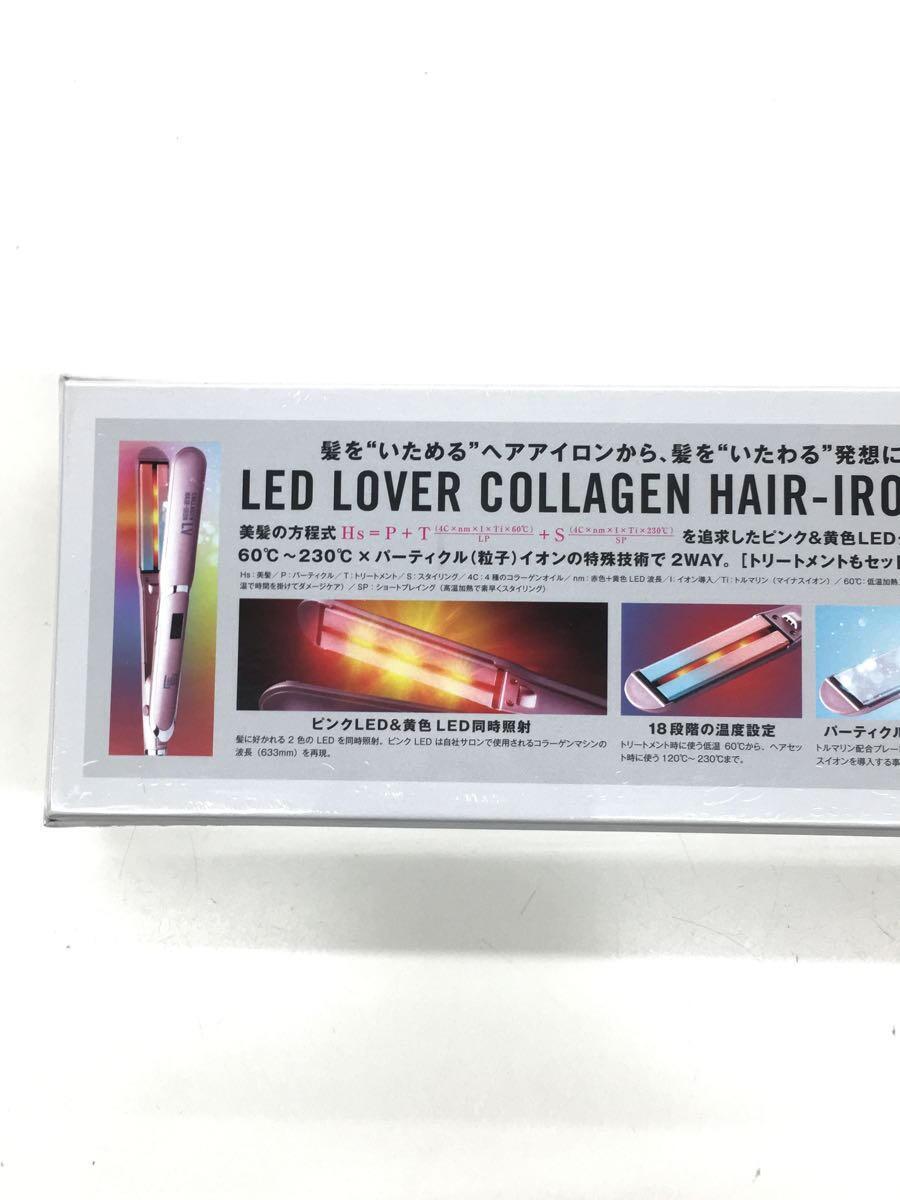 髪を“いためる”ヘアアイロンから、髪を“いたわる”発想に
LED LOVER COLLAGEN HAIR-IRO
美髪の方程式 Hs=P+T(4C×nm×I×Ti×60℃)/LP+S(4C×nm×I×Ti×230℃)/SP を追求したピンク&黄色LED
60℃~230℃×パーティクル(粒子)イオンの特殊技術で 2WAY。[トリートメントもセット
Hs:美髪/P:パーティクル/T:トリートメント/S:スタイリング/4C:4種のコラーゲンオイル/nm:赤色+黄色 LED 波長/I:イオン導入/Ti:トルマリン(マイナスイオン)/60℃:低温加熱
温で時間を掛けてダメージケア)/SP:ショートプレイング(高温加熱で素早くスタイリング)
COLLAGEN
HAIR-IRON
LV
ピンクLED&黄色 LED同時照射
髪に好かれる 2 色の LED を同時照射。ピンク LED は自社サロンで使用されるコラーゲンマシンの
波長(633mm)を再現。
18段階の温度設定
トリートメント時に使う低温 60℃から、ヘアセッ
ト時に使う120℃~230℃まで。
パーティクル
トルマリン配合プレー
スイオンを導入する事